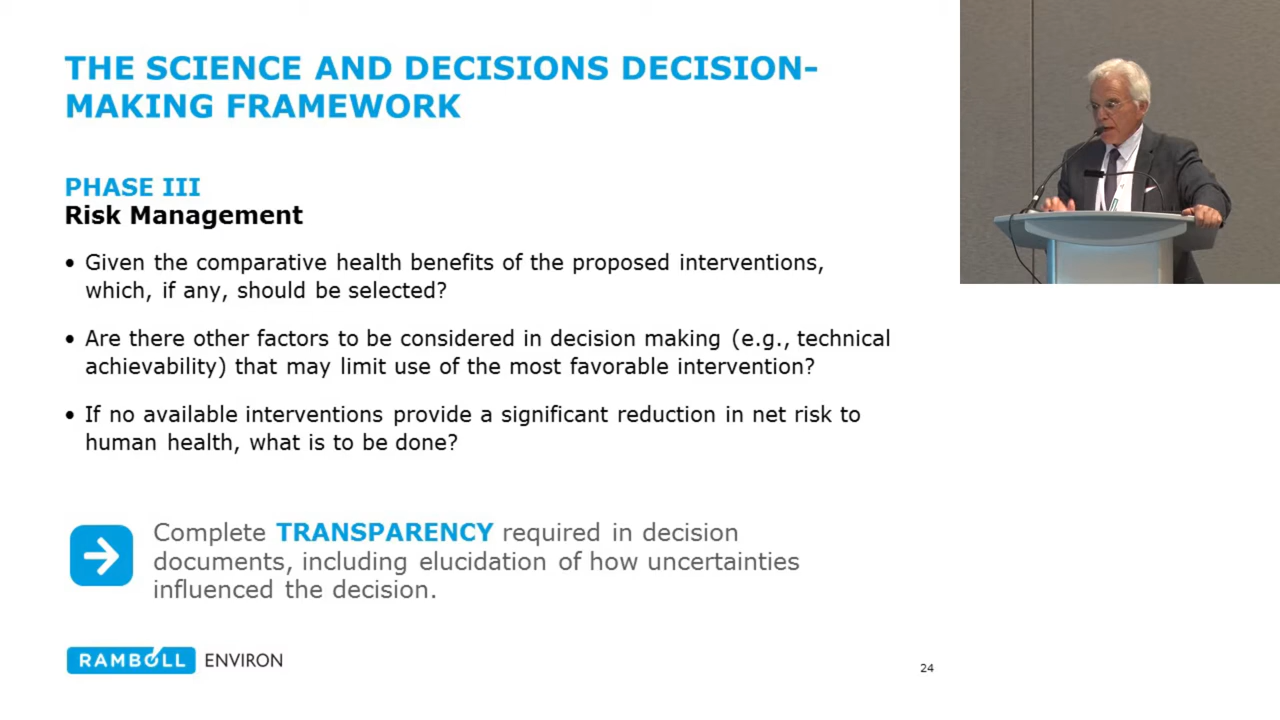 THE SCIENCE AND DECISIONS DECISION-
MAKING FRAMEWORK
PHASE III
Risk Management
• Given the comparative health benefits of the proposed interventions,
which, if any, should be selected?
• Are there other factors to be considered in decision making (e.g., technical
achievability) that may limit use of the most favorable intervention?
• If no available interventions provide a significant reduction in net risk to
human health, what is to be done?
Complete TRANSPARENCY required in decision
documents, including elucidation of how uncertainties
influenced the decision.
RAMBOLL ENVIRON
24